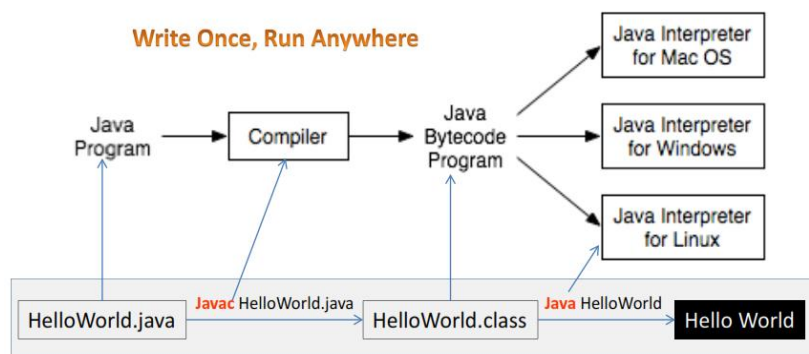 Write Once, Run Anywhere
Java Interpreter
for Mac OS
Java
Program
Compiler
Java
Bytecode
Program
Java Interpreter
for Windows
Java Interpreter
for Linux
Javac HelloWorld.java
Java HelloWorld
HelloWorld.java
HelloWorld.class
Hello World